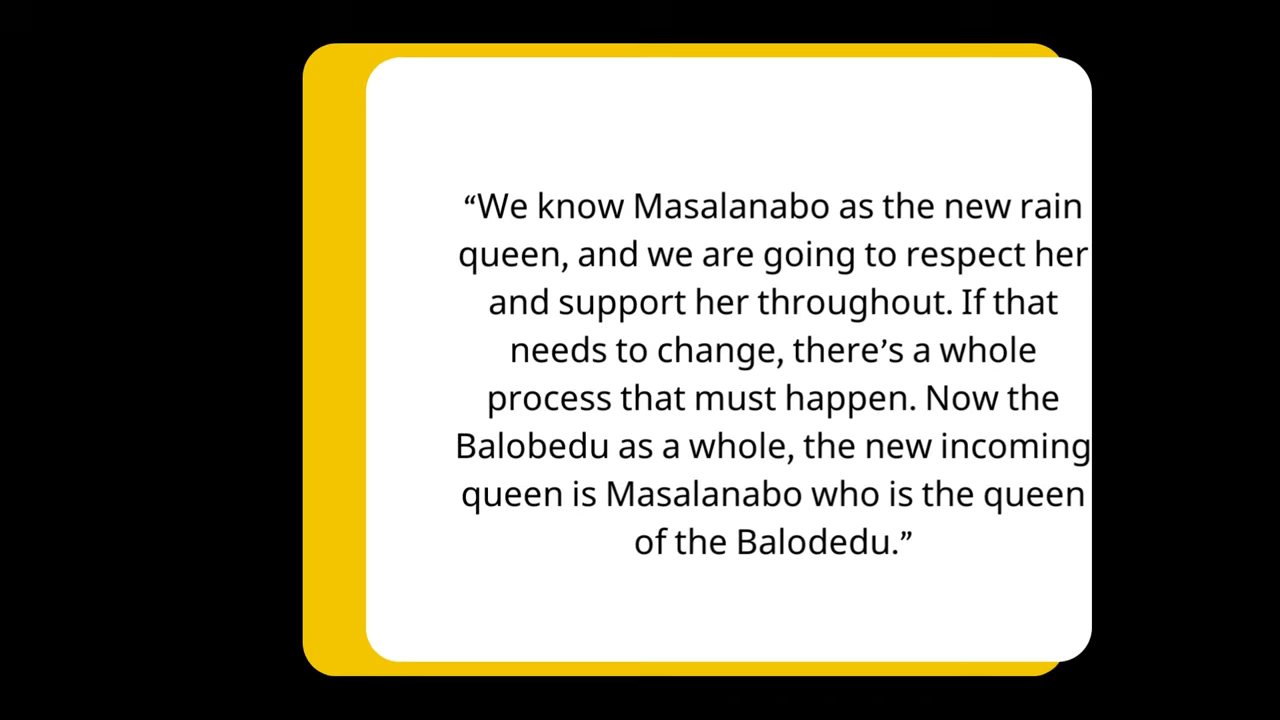 “We know Masalanabo as the new rain
queen, and we are going to respect her
and support her throughout. If that
needs to change, there’s a whole
process that must happen. Now the
Balobedu as a whole, the new incoming
queen is Masalanabo who is the queen
of the Balodedu.”